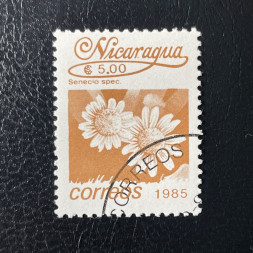 Nicaragua
₡ 5.00
Senecio spec.
CORREOS
correos 1985